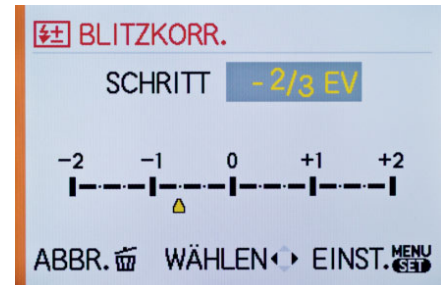 BLITZKORR.
SCHRITT -2/3 EV
-2 -1 0 +1 +2
ABBR. WÄHLEN EINST. MENU SET